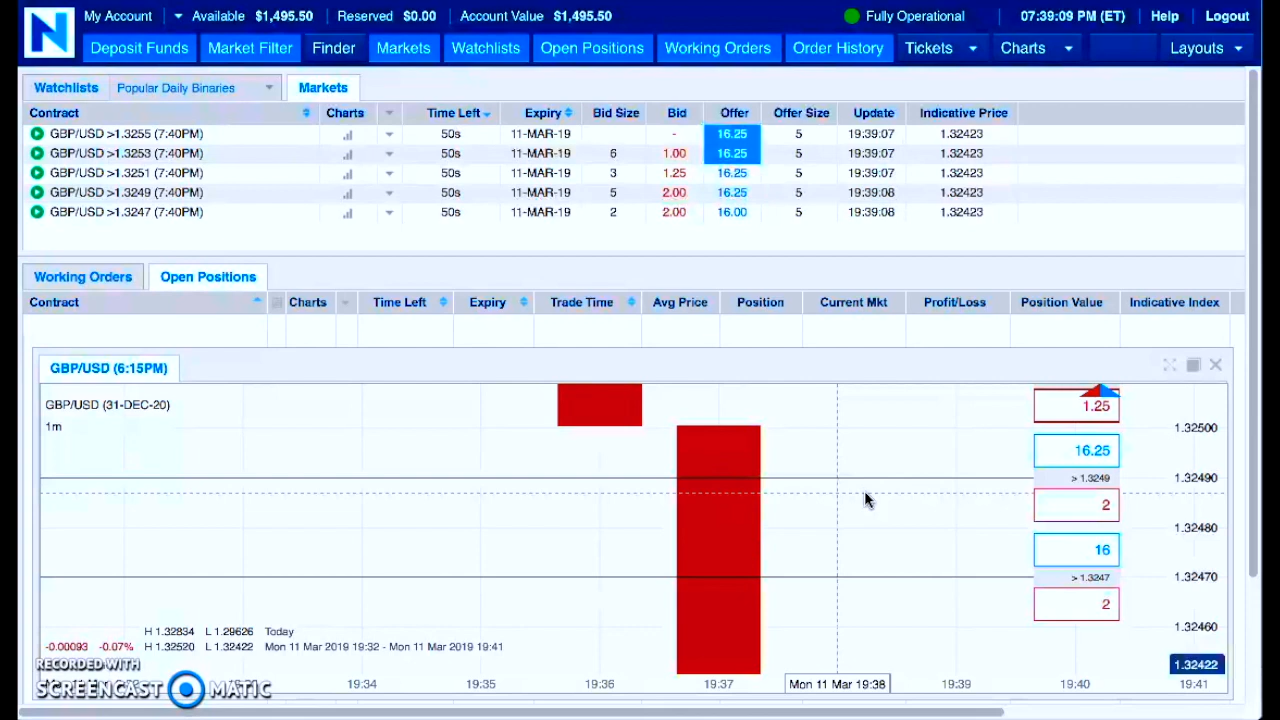 My Account Available $1,495.50 Reserved $0.00 Account Value $1,495.50 Fully Operational 07:39:09 PM (ET) Help Logout
N
Deposit Funds Market Filter Finder Markets Watchlists Open Positions Working Orders Order History Tickets Charts Layouts
Watchlists Popular Daily Binaries Markets
Contract Charts Time Left Expiry Bid Size Bid Offer Offer Size Update Indicative Price
GBP/USD >1.3255 (7:40PM) 50s 11-MAR-19 - 16.25 5 19:39:07 1.32423
GBP/USD >1.3253 (7:40PM) 50s 11-MAR-19 6 1.00 16.25 5 19:39:07 1.32423
GBP/USD >1.3251 (7:40PM) 50s 11-MAR-19 3 1.25 16.25 5 19:39:07 1.32423
GBP/USD >1.3249 (7:40PM) 50s 11-MAR-19 5 2.00 16.25 5 19:39:08 1.32423
GBP/USD >1.3247 (7:40PM) 50s 11-MAR-19 2 2.00 16.00 5 19:39:08 1.32423
Working Orders Open Positions
Contract Charts Time Left Expiry Trade Time Avg Price Position Current Mkt Profit/Loss Position Value Indicative Index
GBP/USD (6:15PM)
GBP/USD (31-DEC-20)
1m
1.25
1.32500
16.25
> 1.3249 1.32490
2
1.32480
16
> 1.3247 1.32470
2
1.32460
H 1.32834 L 1.29626 Today
-0.00093 -0.07% H 1.32520 L 1.32422 Mon 11 Mar 2019 19:32 - Mon 11 Mar 2019 19:41
1.32422
RECORDED WITH
SCREENCAST MATIC
19:34 19:35 19:36 19:37 Mon 11 Mar 19:38 19:39 19:40 19:41